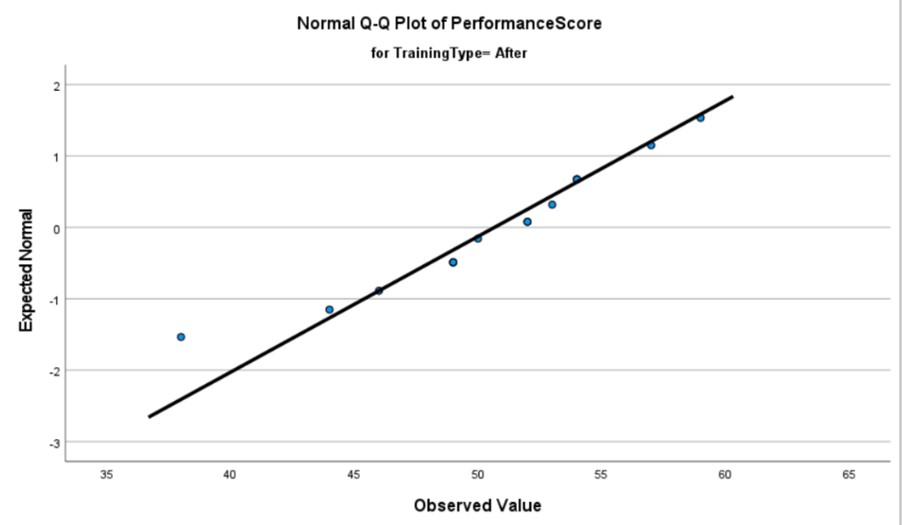 Normal Q-Q Plot of PerformanceScore
for TrainingType= After
Expected Normal
2
1
0
-1
-2
-3
35 40 45 50 55 60 65
Observed Value